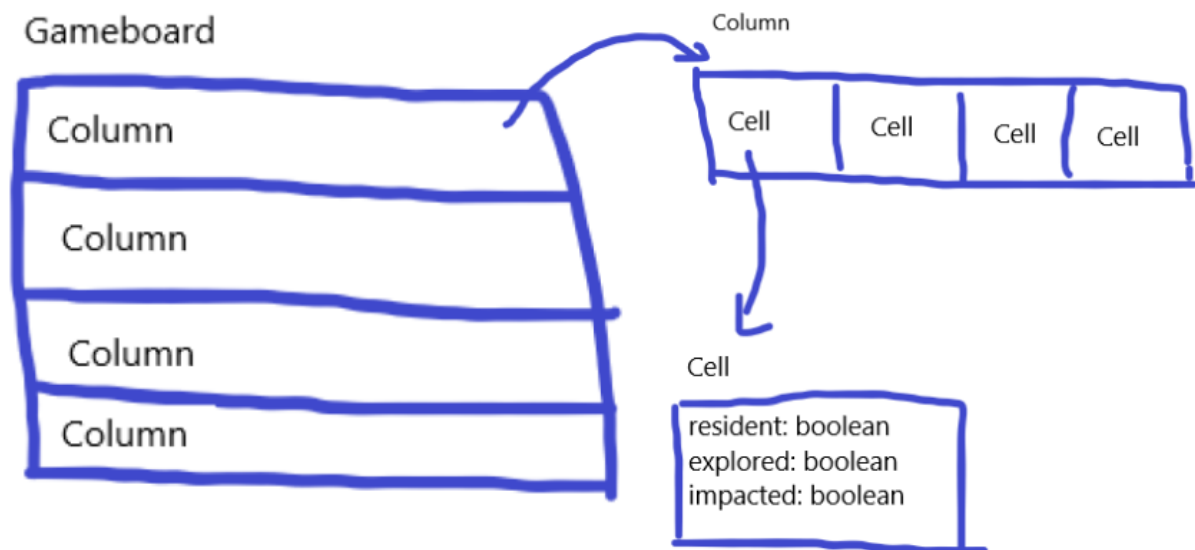 Gameboard
Column
Column
Column
Column
Column
Cell Cell Cell Cell
Cell
resident: boolean
explored: boolean
impacted: boolean